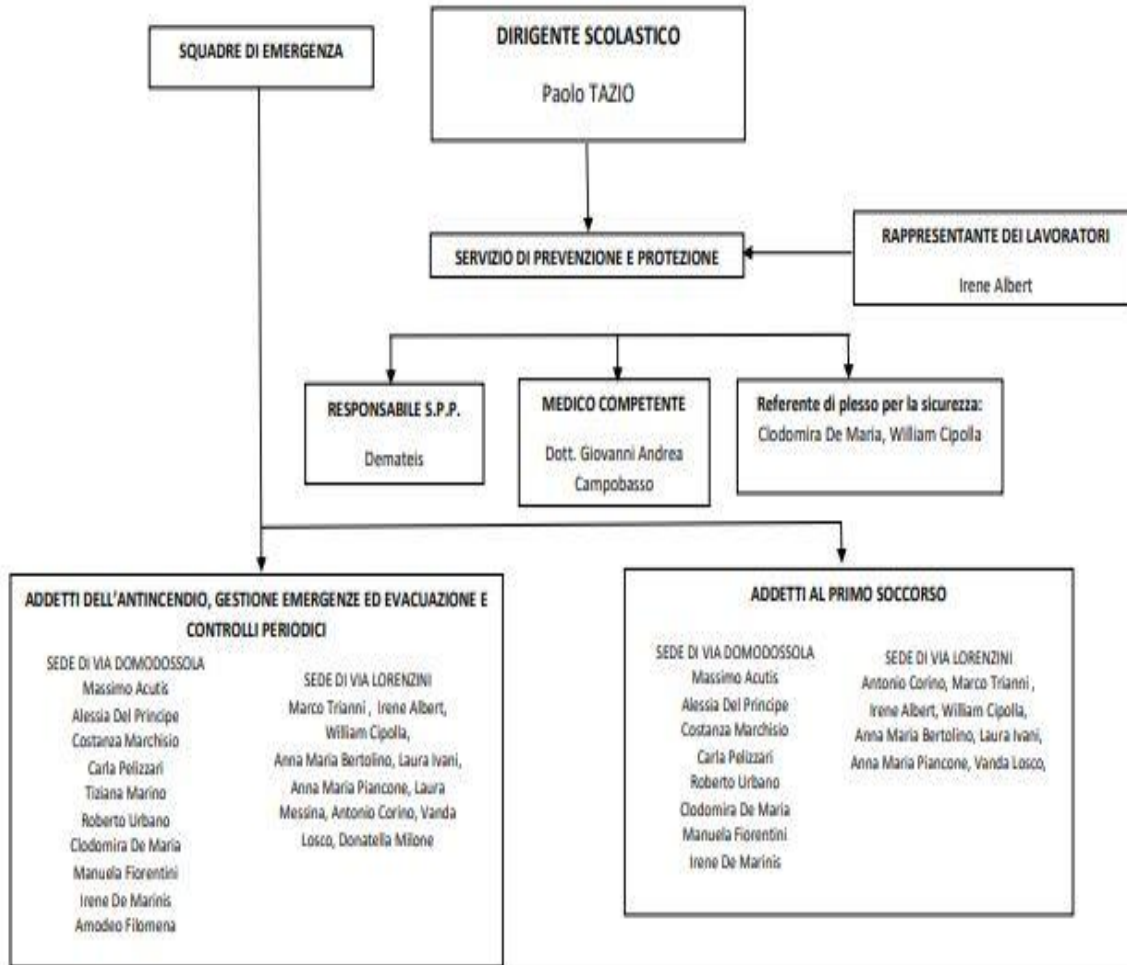 SQUADRE DI EMERGENZA
DIRIGENTE SCOLASTICO
Paolo TAZIO
SERVIZIO DI PREVENZIONE E PROTEZIONE
RAPPRESENTANTE DEI LAVORATORI
Irene Albert
RESPONSABILE S.P.P.
Demateis
MEDICO COMPETENTE
Dott. Giovanni Andrea
Campobasso
Referente di plesso per la sicurezza:
Clodomira De Maria, William Cipolla
ADDETTI DELL'ANTINCENDIO, GESTIONE EMERGENZE ED EVACUAZIONE E
CONTROLLI PERIODICI
SEDE DI VIA DOMODOSSOLA
Massimo Acutis
Alessia Del Principe
Costanza Marchisio
Carla Pelizzari
Tiziana Marino
Roberto Urbano
Clodomira De Maria
Manuela Fiorentini
Irene De Marinis
Amodeo Filomena
SEDE DI VIA LORENZINI
Marco Trianni , Irene Albert,
William Cipolla,
Anna Maria Bertolino, Laura Ivani,
Anna Maria Piancone, Laura
Messina, Antonio Corino, Vanda
Losco, Donatella Milone
ADDETTI AL PRIMO SOCCORSO
SEDE DI VIA DOMODOSSOLA
Massimo Acutis
Alessia Del Principe
Costanza Marchisio
Carla Pelizzari
Roberto Urbano
Clodomira De Maria
Manuela Fiorentini
Irene De Marinis
SEDE DI VIA LORENZINI
Antonio Corino, Marco Trianni ,
Irene Albert, William Cipolla,
Anna Maria Bertolino, Laura Ivani,
Anna Maria Piancone, Vanda Losco,